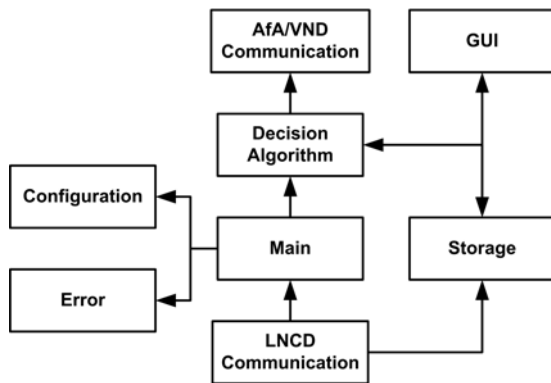 AfA/VND
Communication
GUI
Decision
Algorithm
Configuration
Main
Storage
Error
LNCD
Communication